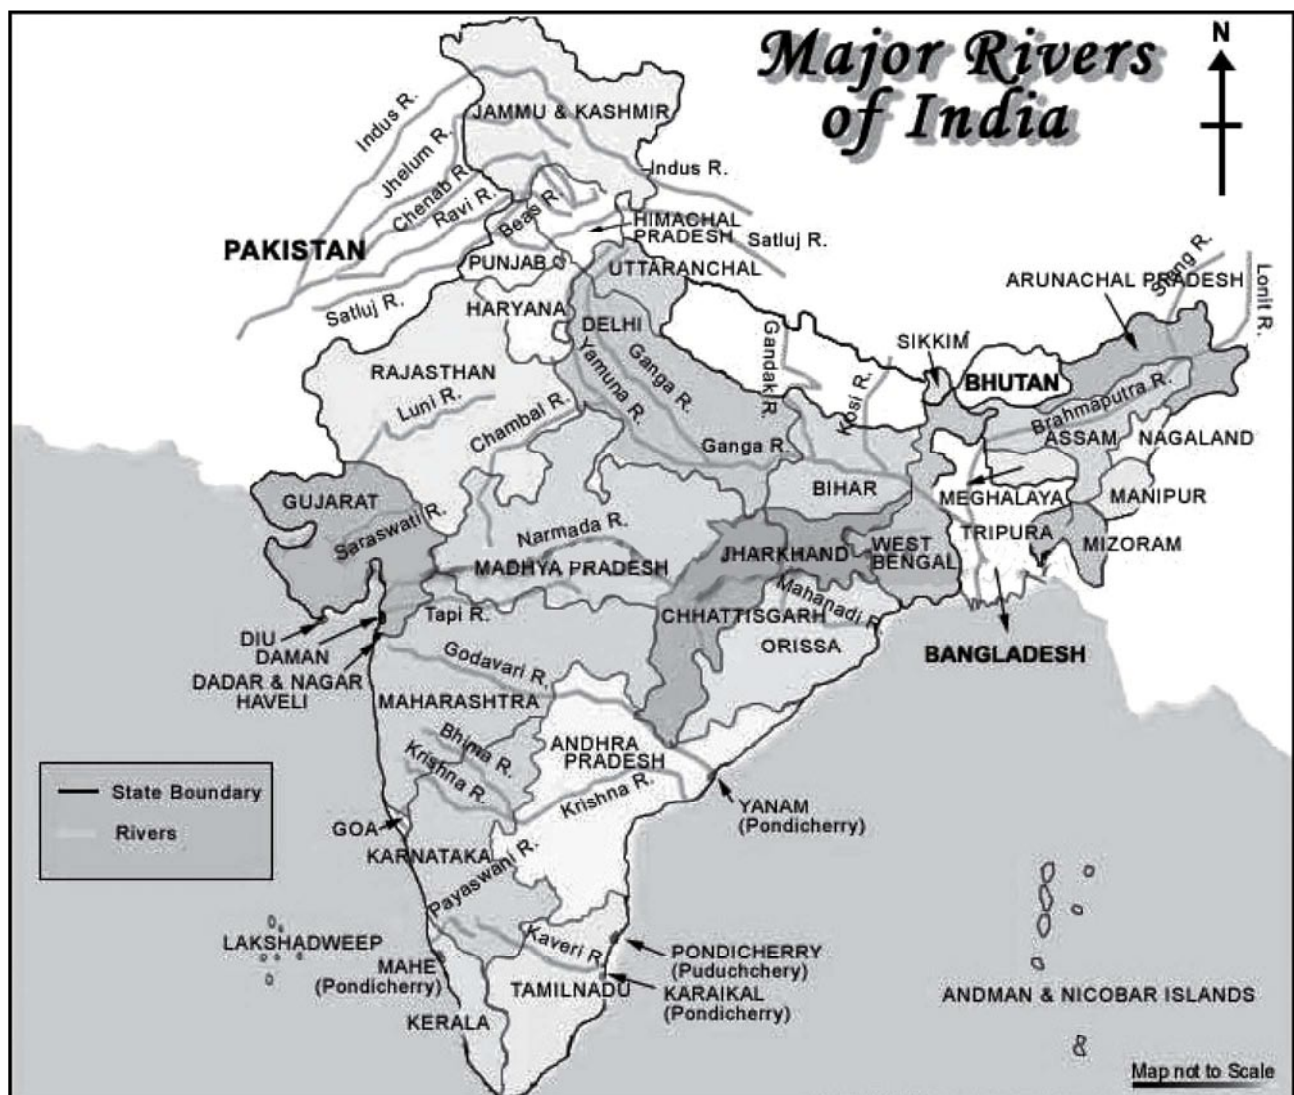 Major Rivers
of India
N
Indus R.
JAMMU & KASHMIR
Jhelum R.
Indus R.
Chenab R.
Ravi R.
Beas R.
HIMACHAL
PRADESH
Satluj R.
PAKISTAN
PUNJAB
UTTARANCHAL
Satluj R.
HARYANA
DELHI
ARUNACHAL PRADESH
Lonit R.
SIKKIM
BHUTAN
RAJASTHAN
Luni R.
Chambal R.
Yamuna R.
Ganga R.
Gandak R.
Kosi R.
Brahmaputra R.
ASSAM
NAGALAND
Ganga R.
BIHAR
MEGHALAYA
MANIPUR
GUJARAT
Saraswati R.
Narmada R.
MADHYA PRADESH
JHARKHAND
WEST
BENGAL
TRIPURA
MIZORAM
Tapi R.
CHHATTISGARH
Mahanadi R.
ORISSA
BANGLADESH
DIU
DAMAN
DADAR & NAGAR
HAVELI
Godavari R.
MAHARASHTRA
Bhima R.
Krishna R.
ANDHRA
PRADESH
Krishna R.
YANAM
(Pondicherry)
State Boundary
Rivers
GOA
KARNATAKA
Payaswani R.
LAKSHADWEEP
MAHE
(Pondicherry)
Kaveri R.
PONDICHERRY
(Puduchchery)
TAMILNADU
KARAIKAL
(Pondicherry)
KERALA
ANDMAN & NICOBAR ISLANDS
Map not to Scale